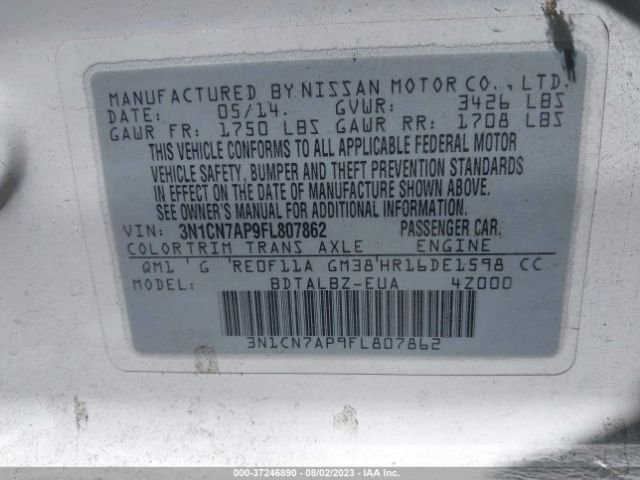 MANUFACTURED BY NISSAN MOTOR CO., LTD.
DATE: 05/14. GVWR: 3426 LBS
GAWR FR: 1750 LBS GAWR RR: 1708 LBS
THIS VEHICLE CONFORMS TO ALL APPLICABLE FEDERAL MOTOR
VEHICLE SAFETY, BUMPER AND THEFT PREVENTION STANDARDS
IN EFFECT ON THE DATE OF MANUFACTURE SHOWN ABOVE.
SEE OWNER'S MANUAL FOR ADDITIONAL INFORMATION.
VIN: 3N1CN7AP9FL807862 PASSENGER CAR.
COLORTRIM TRANS AXLE ENGINE
QM1 G RE0F11A GM38 HR16DE1598 CC
MODEL: BDTALBZ-EUA 4Z000
3N1CN7AP9FL807862
000-37246890 08/02/2023 - IAA Inc.